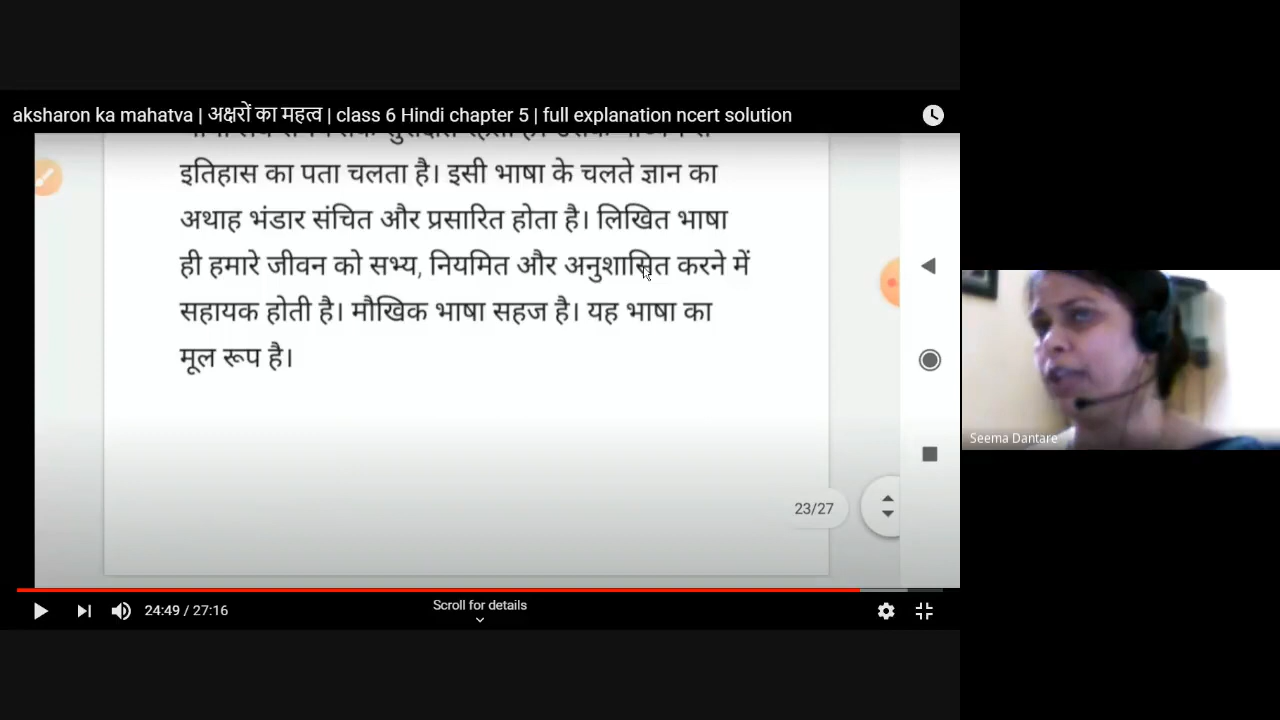 aksharon ka mahatva | अक्षरों का महत्व | class 6 Hindi chapter 5 | full explanation ncert solution
इतिहास का पता चलता है। इसी भाषा के चलते ज्ञान का
अथाह भंडार संचित और प्रसारित होता है। लिखित भाषा
ही हमारे जीवन को सभ्य, नियमित और अनुशासित करने में
सहायक होती है। मौखिक भाषा सहज है। यह भाषा का
मूल रूप है।
Seema Dantare
23/27
24:49 / 27:16
Scroll for details